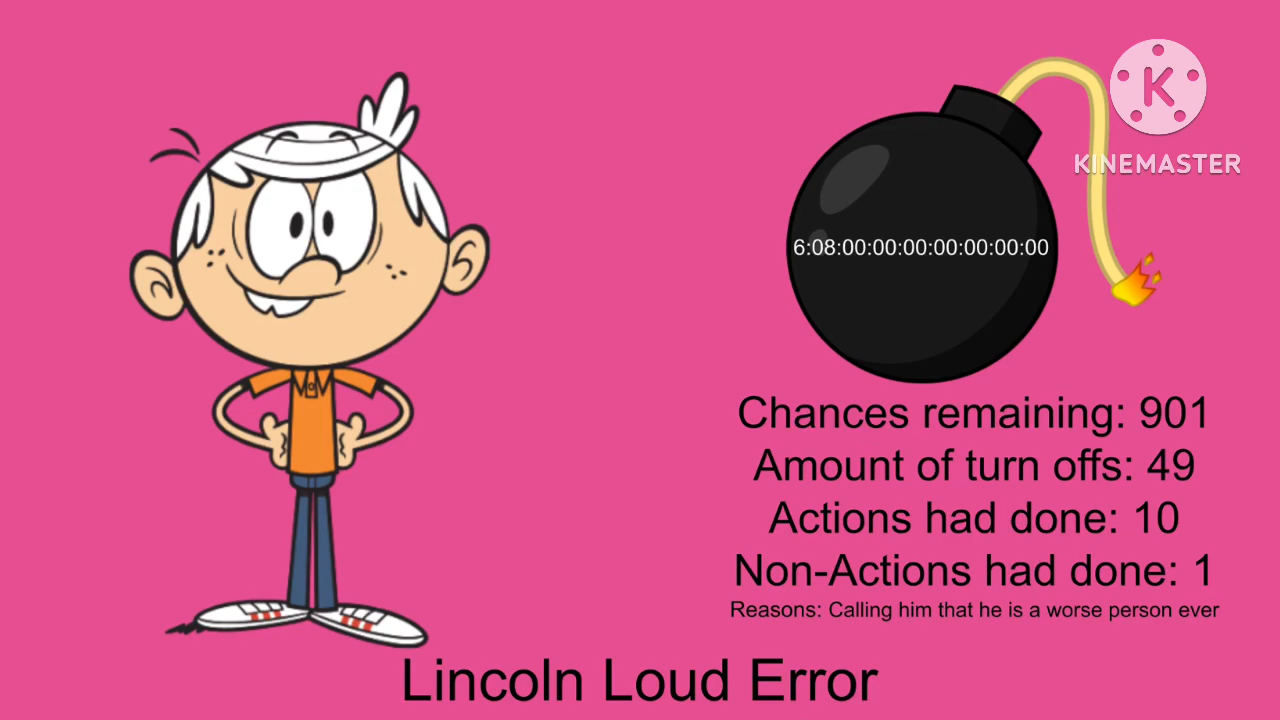 K
KINEMASTER
6:08:00:00:00:00:00:00:00
Chances remaining: 901
Amount of turn offs: 49
Actions had done: 10
Non-Actions had done: 1
Reasons: Calling him that he is a worse person ever
Lincoln Loud Error